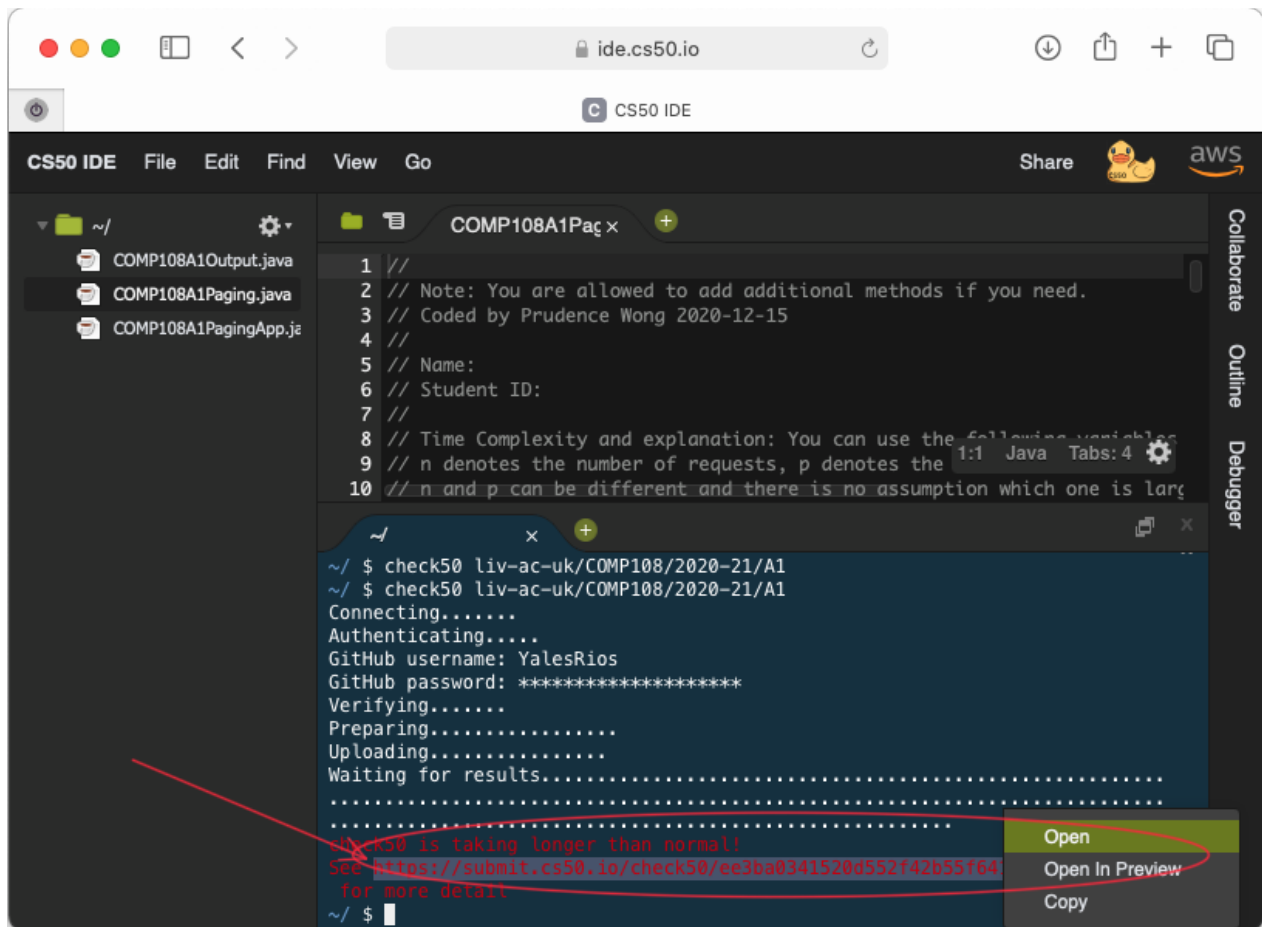 ide.cs50.io
C CS50 IDE
CS50 IDE File Edit Find View Go Share CS50 aws
~/
COMP108A1Output.java
COMP108A1Paging.java
COMP108A1PagingApp.ja
COMP108A1Pag ×
1 //
2 // Note: You are allowed to add additional methods if you need.
3 // Coded by Prudence Wong 2020-12-15
4 //
5 // Name:
6 // Student ID:
7 //
8 // Time Complexity and explanation: You can use the following variables
9 // n denotes the number of requests, p denotes the
10 // n and p can be different and there is no assumption which one is larg
1:1 Java Tabs: 4
Collaborate
Outline
Debugger
~/ ×
~/ $ check50 liv-ac-uk/COMP108/2020-21/A1
~/ $ check50 liv-ac-uk/COMP108/2020-21/A1
Connecting.......
Authenticating.....
GitHub username: YalesRios
GitHub password: ********************
Verifying.......
Preparing.................
Uploading................
Waiting for results........................................................
...........................................................................
........................................................
check50 is taking longer than normal!
See https://submit.cs50.io/check50/ee3ba0341520d552f42b55f64
for more detail
~/ $
Open
Open In Preview
Copy